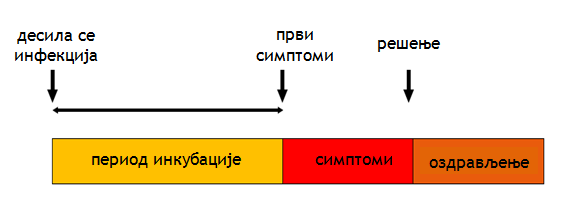 десила се
инфекција
први
симптоми
решење
период инкубације
симптоми
оздрављење